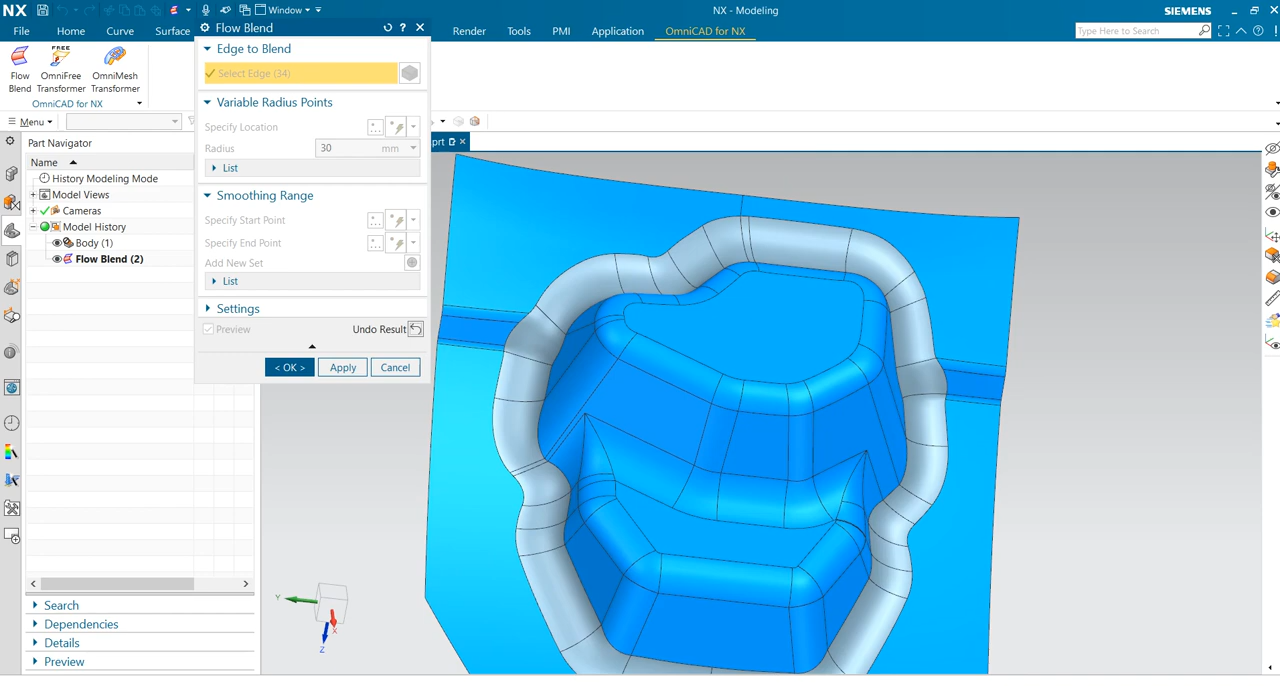 NX
Window
NX - Modeling
SIEMENS
File
Home
Curve
Surface
Flow Blend
Render
Tools
PMI
Application
OmniCAD for NX
Type Here to Search
Flow
Blend
OmniFree
Transformer
OmniMesh
Transformer
FREE
FORM
OmniCAD for NX
Menu
Edge to Blend
Select Edge (34)
Variable Radius Points
Specify Location
Radius
30
mm
List
Smoothing Range
Specify Start Point
Specify End Point
Add New Set
List
Settings
Preview
Undo Result
< OK >
Apply
Cancel
prt
Part Navigator
Name
History Modeling Mode
Model Views
Cameras
Model History
Body (1)
Flow Blend (2)
Search
Dependencies
Details
Preview
Y
X
Z